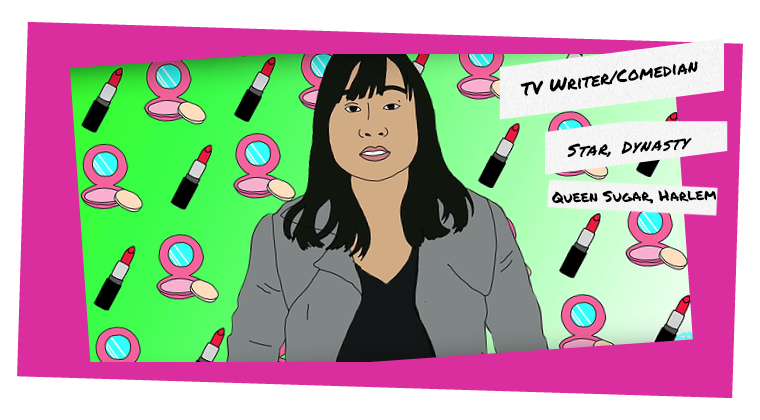 TV Writer/Comedian
Star, Dynasty
Queen Sugar, Harlem